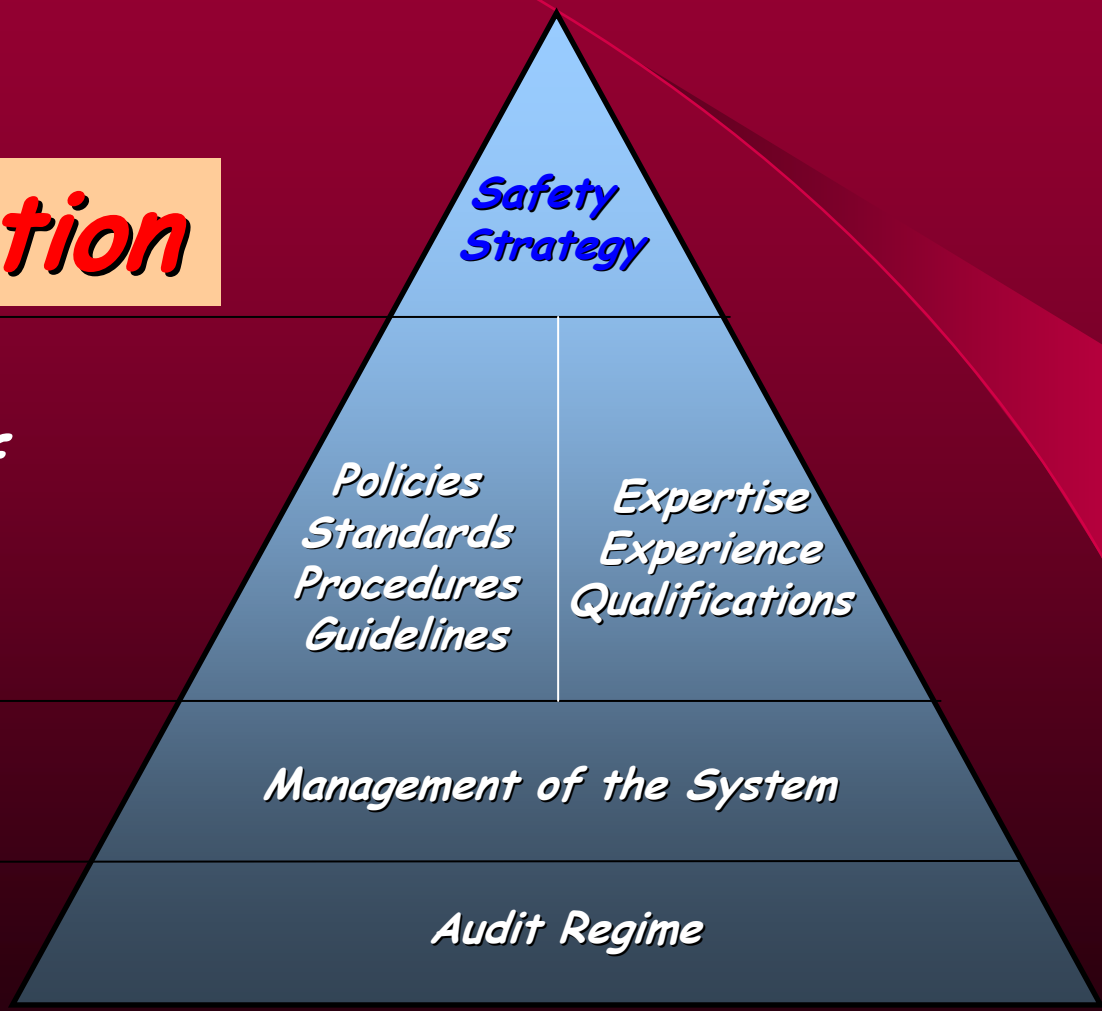 Safety
Strategy
tion
Policies
Standards
Procedures
Guidelines
Expertise
Experience
Qualifications
Management of the System
Audit Regime